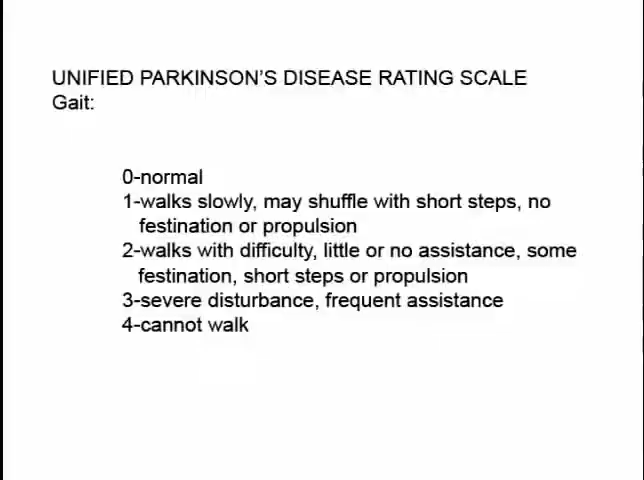 UNIFIED PARKINSON'S DISEASE RATING SCALE
Gait:
0-normal
1-walks slowly, may shuffle with short steps, no
festination or propulsion
2-walks with difficulty, little or no assistance, some
festination, short steps or propulsion
3-severe disturbance, frequent assistance
4-cannot walk